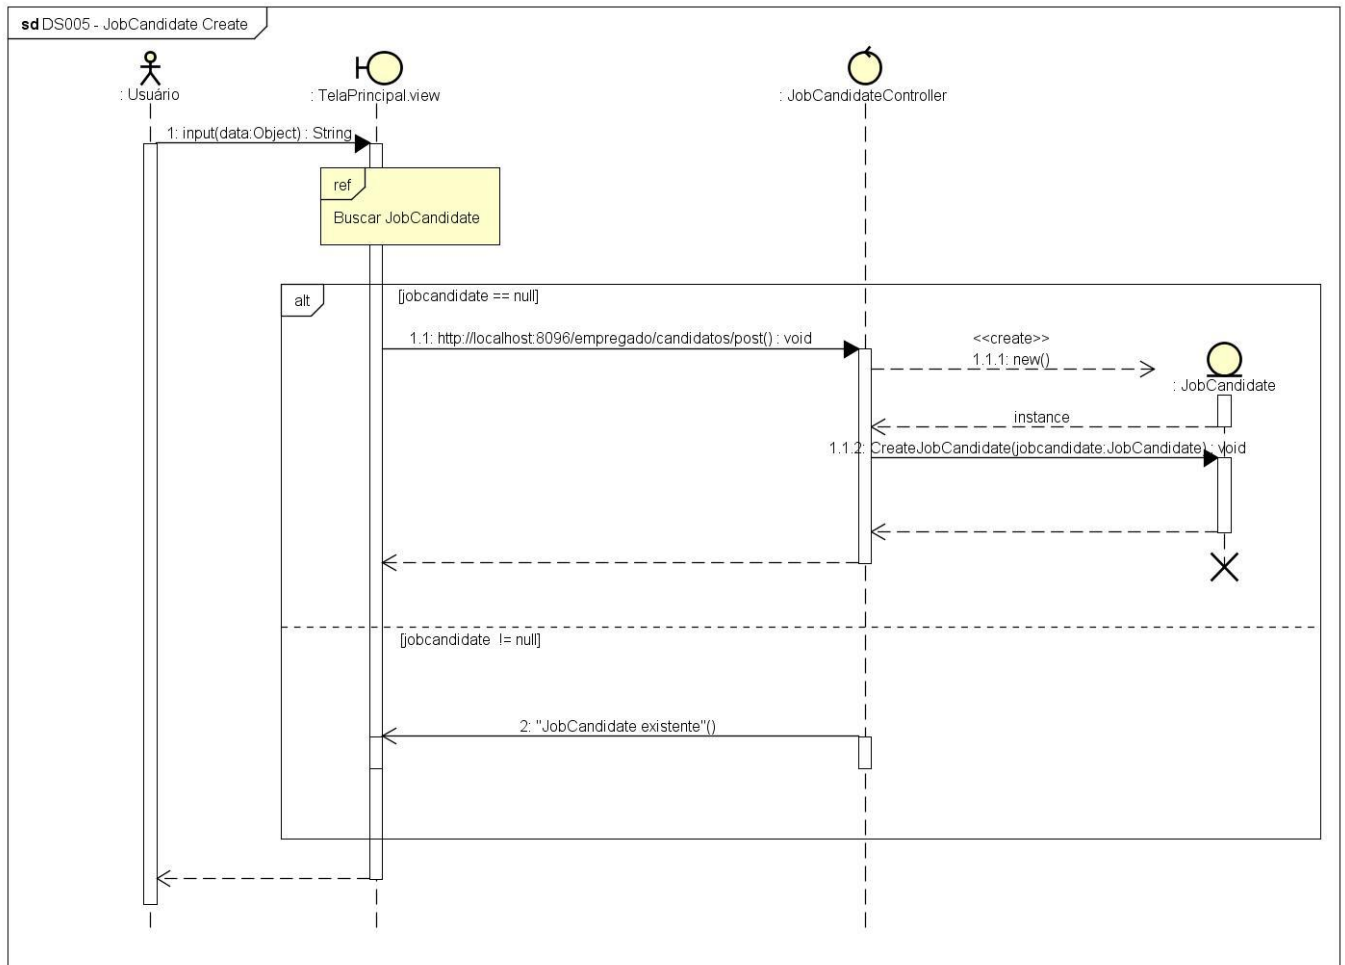 sd DS005 - JobCandidate Create
: Usuário
: TelaPrincipal.view
: JobCandidateController
1: input(data:Object) : String
ref
Buscar JobCandidate
alt
[jobcandidate == null]
1.1: http://localhost:8096/empregado/candidatos/post() : void
<<create>>
1.1.1: new()
: JobCandidate
instance
1.1.2: CreateJobCandidate(jobcandidate:JobCandidate) : void
[jobcandidate != null]
2: "JobCandidate existente"()